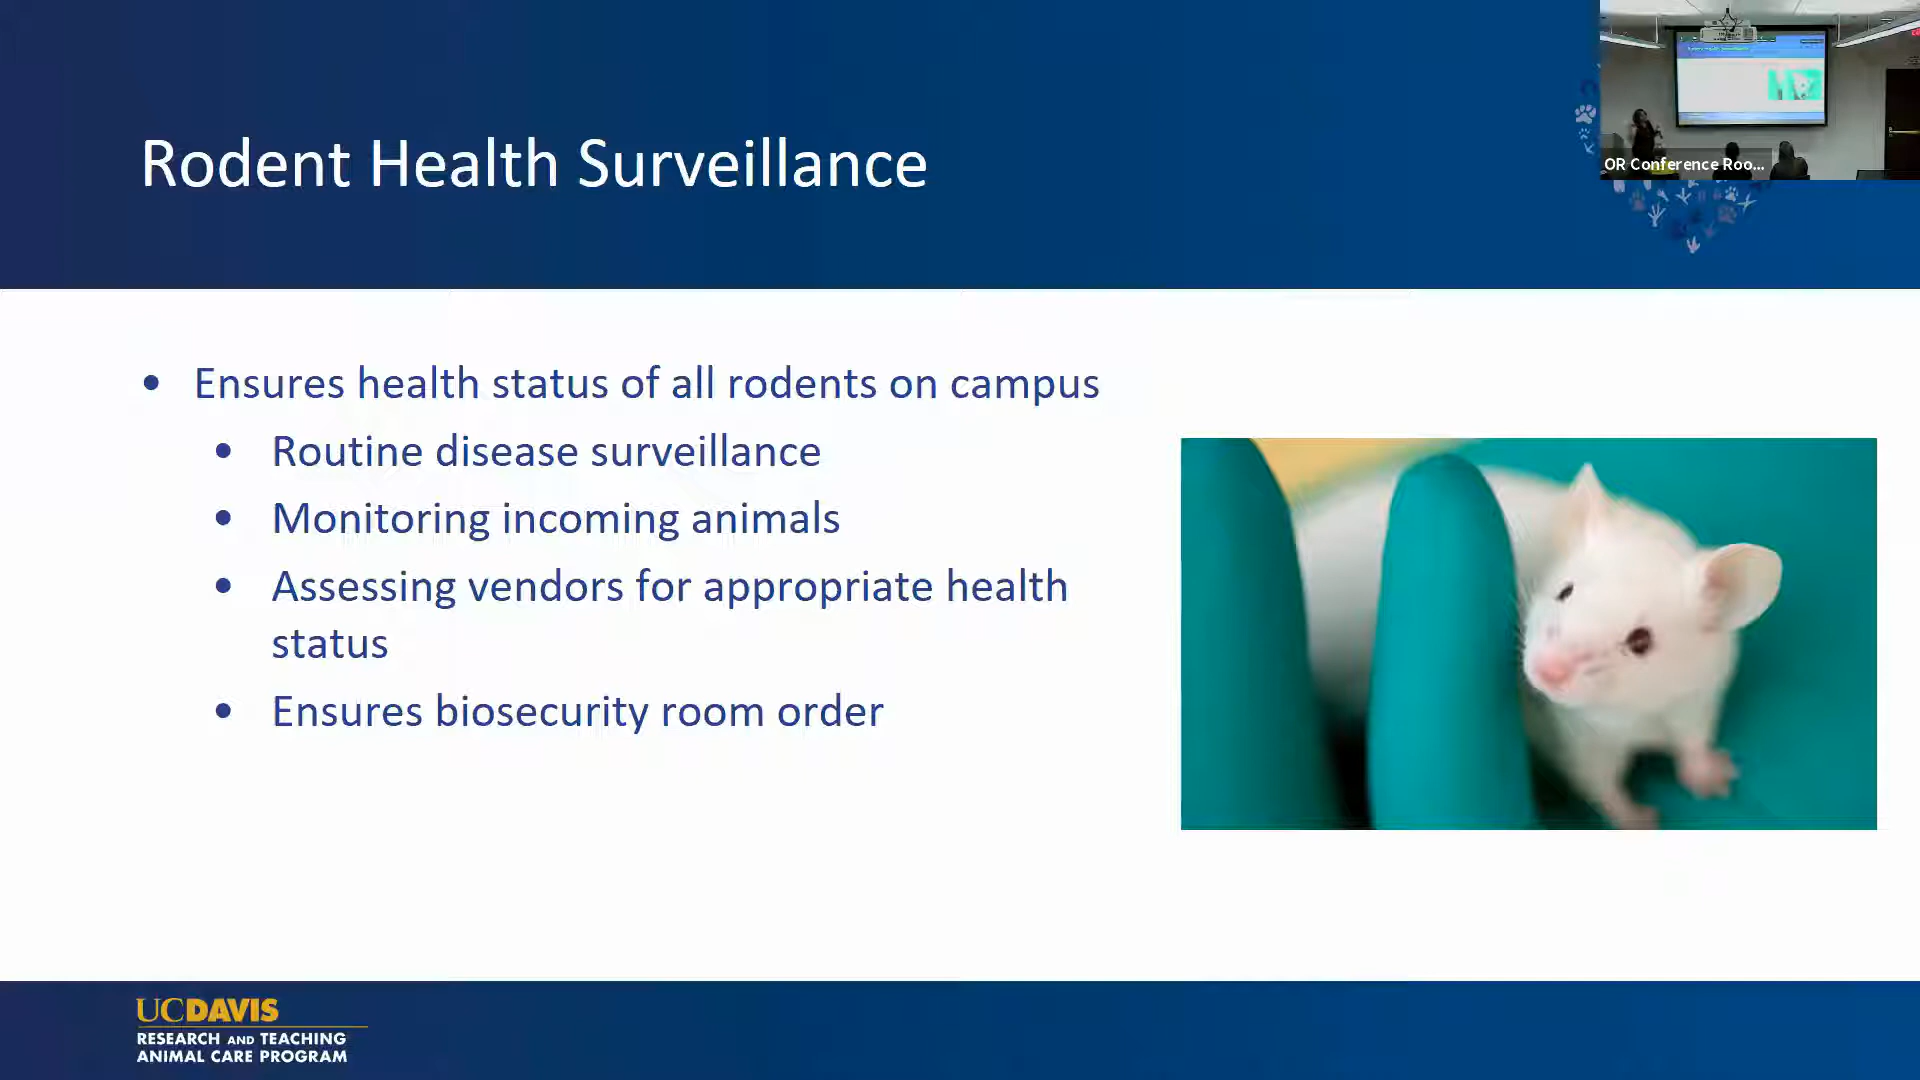 Rodent Health Surveillance
OR Conference Roo...
• Ensures health status of all rodents on campus
• Routine disease surveillance
• Monitoring incoming animals
• Assessing vendors for appropriate health
status
• Ensures biosecurity room order
UCDAVIS
RESEARCH AND TEACHING
ANIMAL CARE PROGRAM